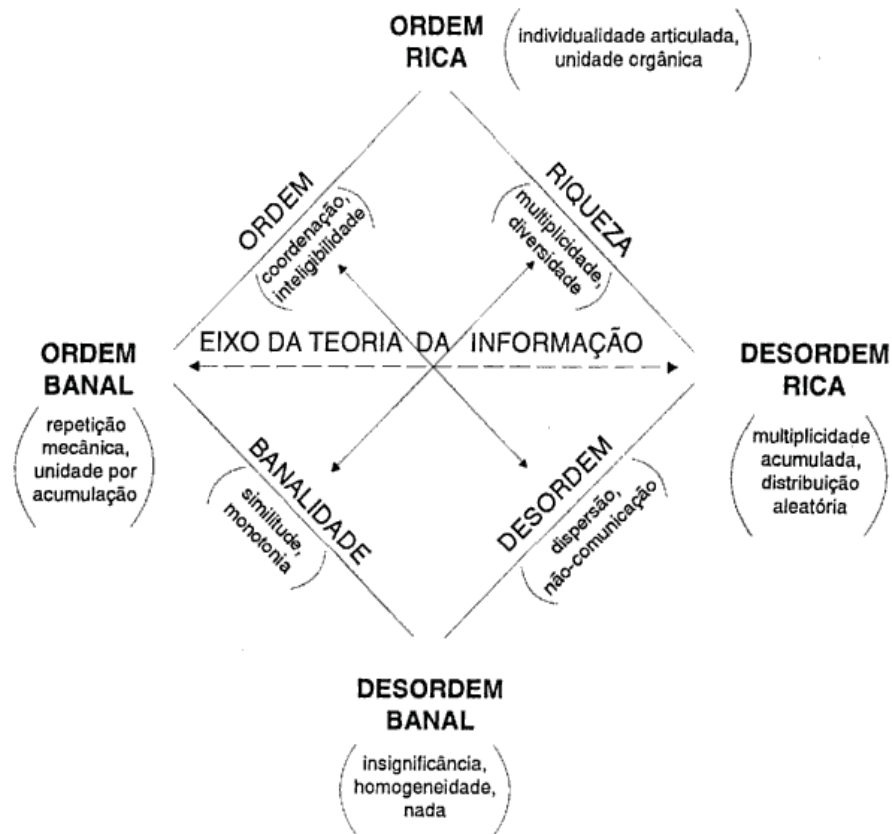 ORDEM
RICA
individualidade articulada,
unidade orgânica
ORDEM
coordenação,
inteligibilidade
RIQUEZA
multiplicidade,
diversidade
EIXO DA TEORIA DA INFORMAÇÃO
ORDEM
BANAL
repetição
mecânica,
unidade por
acumulação
DESORDEM
RICA
multiplicidade
acumulada,
distribuição
aleatória
BANALIDADE
similitude,
monotonia
DESORDEM
dispersão,
não-comunicação
DESORDEM
BANAL
insignificância,
homogeneidade,
nada